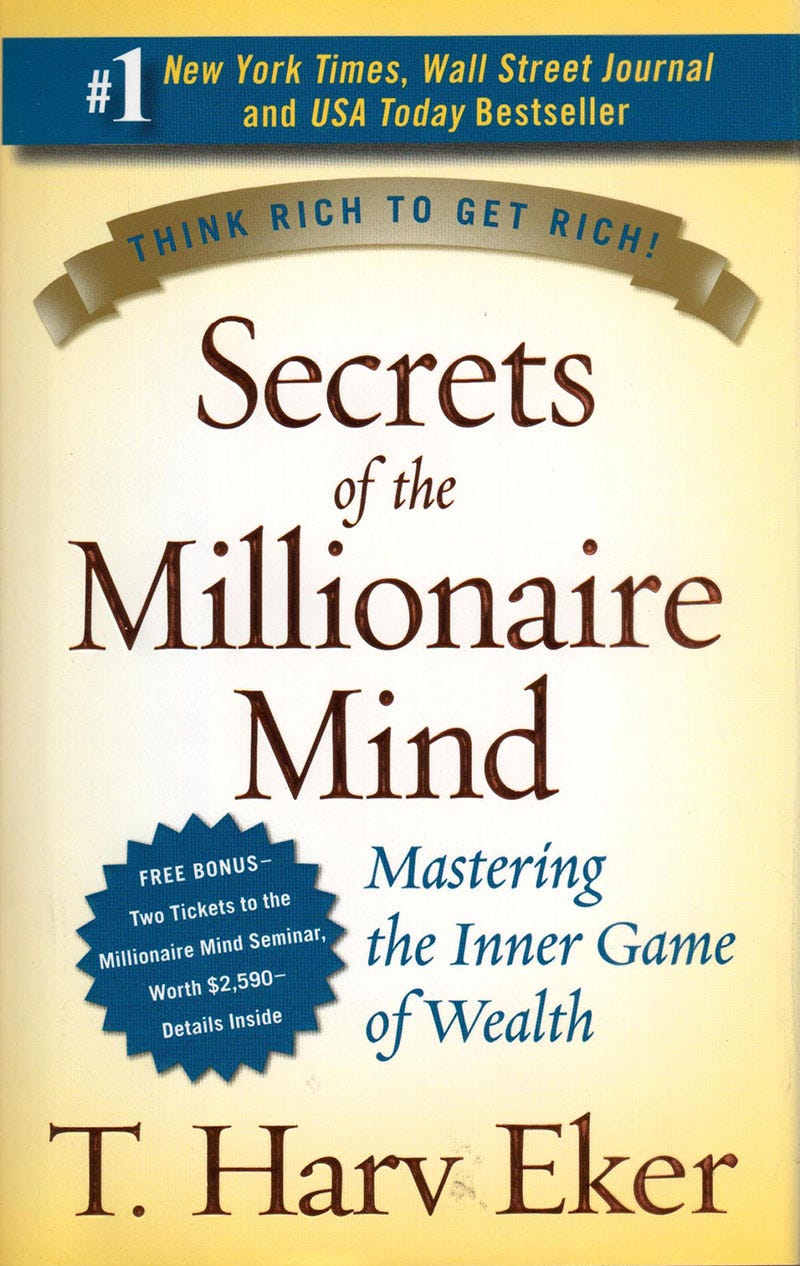 #1 New York Times, Wall Street Journal
and USA Today Bestseller
THINK RICH TO GET RICH!
Secrets
of the
Millionaire
Mind
FREE BONUS–
Two Tickets to the
Millionaire Mind Seminar,
Worth $2,590–
Details Inside
Mastering
the Inner Game
of Wealth
T. Harv Eker